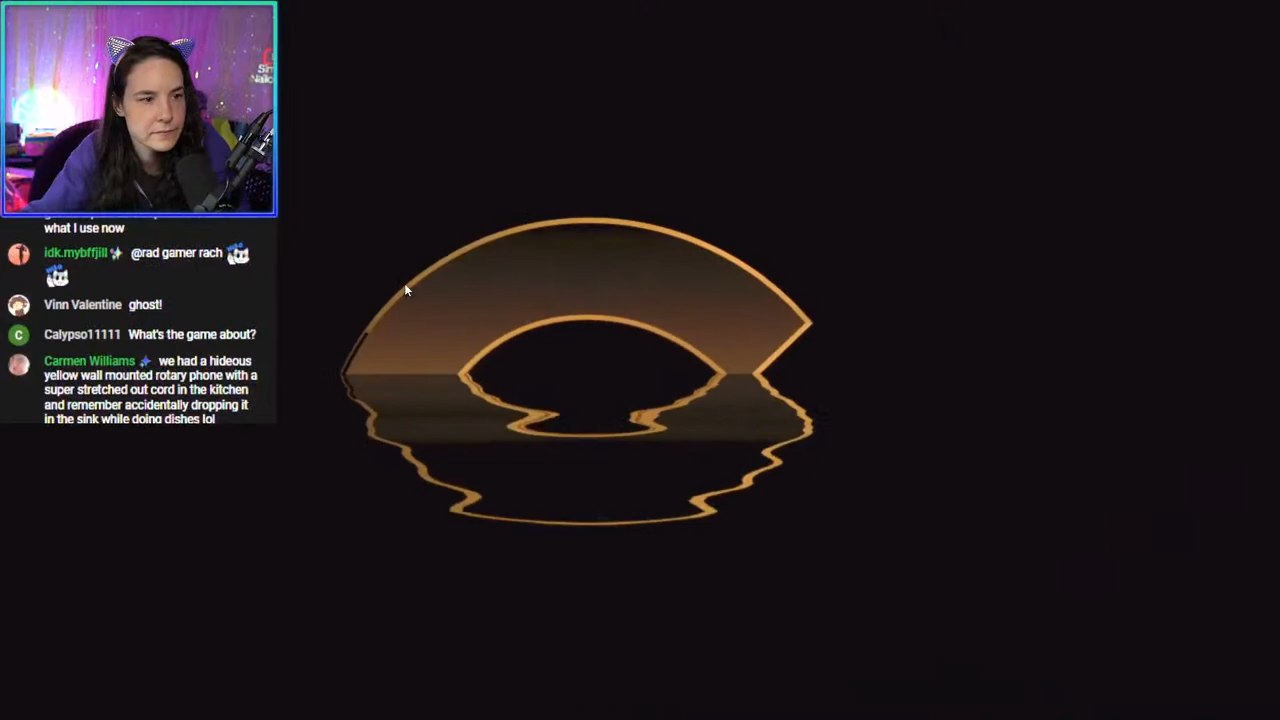 what I use now
idk.mybffjill @rad gamer rach
Vinn Valentine ghost!
C Calypso11111 What's the game about?
Carmen Williams we had a hideous
yellow wall mounted rotary phone with a
super stretched out cord in the kitchen
and remember accidentally dropping it
in the sink while doing dishes lol